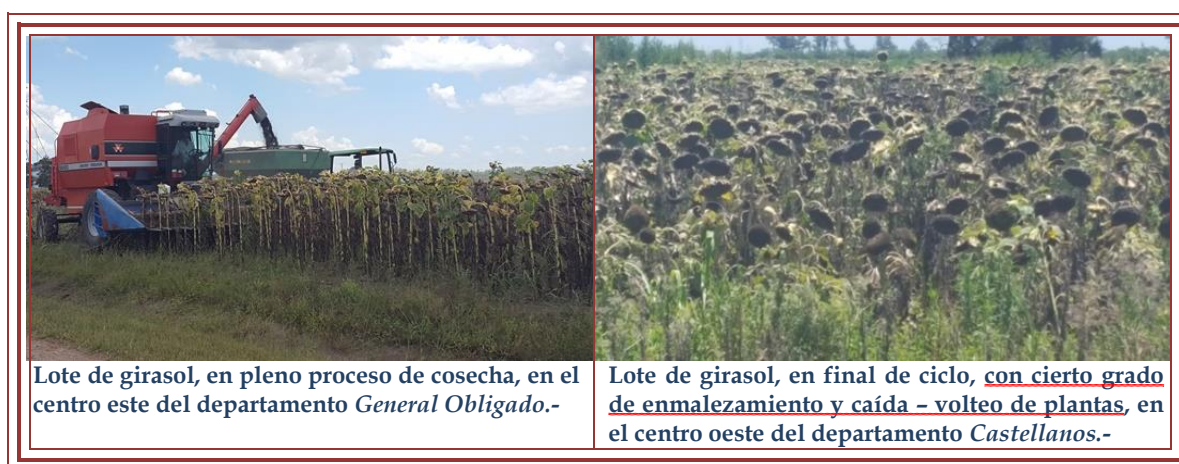 Lote de girasol, en pleno proceso de cosecha, en el
centro este del departamento General Obligado.-
Lote de girasol, en final de ciclo, con cierto grado
de enmalezamiento y caída – volteo de plantas, en
el centro oeste del departamento Castellanos.-